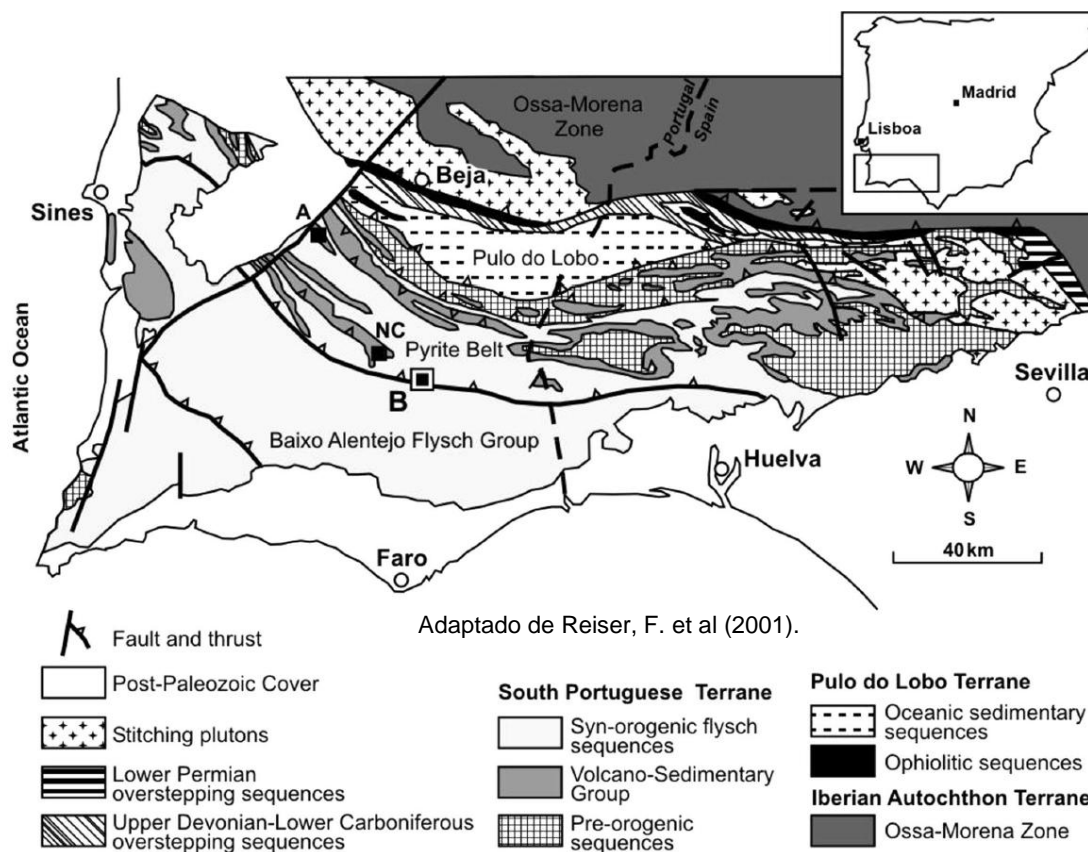 Madrid
Lisboa
Ossa-Morena
Zone
Portugal
Spain
Beja
Sines
A
Pulo do Lobo
NC
Pyrite Belt
B
Sevilla
Atlantic Ocean
Baixo Alentejo Flysch Group
Huelva
N
W
E
S
Faro
40 km
Adaptado de Reiser, F. et al (2001).
Fault and thrust
Post-Paleozoic Cover
Stitching plutons
Lower Permian
overstepping sequences
Upper Devonian-Lower Carboniferous
overstepping sequences
South Portuguese Terrane
Syn-orogenic flysch
sequences
Volcano-Sedimentary
Group
Pre-orogenic
sequences
Pulo do Lobo Terrane
Oceanic sedimentary
sequences
Ophiolitic sequences
Iberian Autochthon Terrane
Ossa-Morena Zone